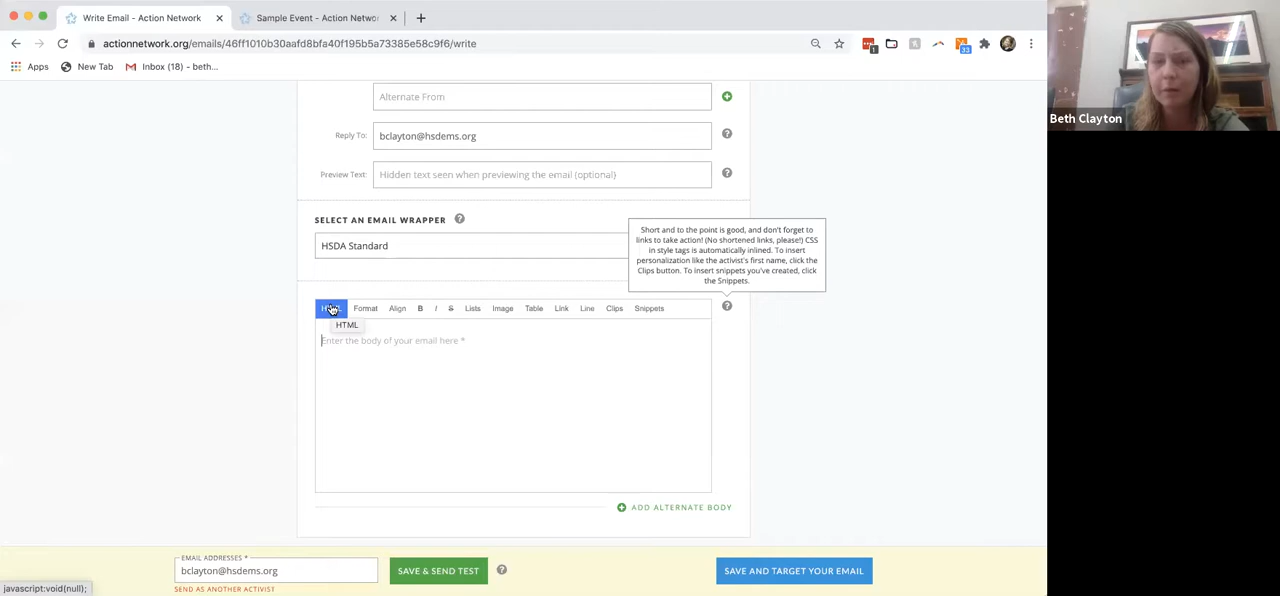 Write Email - Action Network
Sample Event - Action Networ
actionnetwork.org/emails/46ff1010b30aafd8bfa40f195b5a73385e58c9f6/write
1
33
Apps
New Tab
Inbox (18) - beth...
Beth Clayton
Alternate From
Reply To:
bclayton@hsdems.org
Preview Text:
Hidden text seen when previewing the email (optional)
SELECT AN EMAIL WRAPPER
HSDA Standard
Short and to the point is good, and don't forget to
links to take action! (No shortened links, please!) CSS
in style tags is automatically inlined. To insert
personalization like the activist's first name, click the
Clips button. To insert snippets you've created, click
the Snippets.
HTML Format Align B I S Lists Image Table Link Line Clips Snippets
HTML
Enter the body of your email here *
ADD ALTERNATE BODY
EMAIL ADDRESSES *
bclayton@hsdems.org
SEND AS ANOTHER ACTIVIST
SAVE & SEND TEST
SAVE AND TARGET YOUR EMAIL
javascript:void(null);